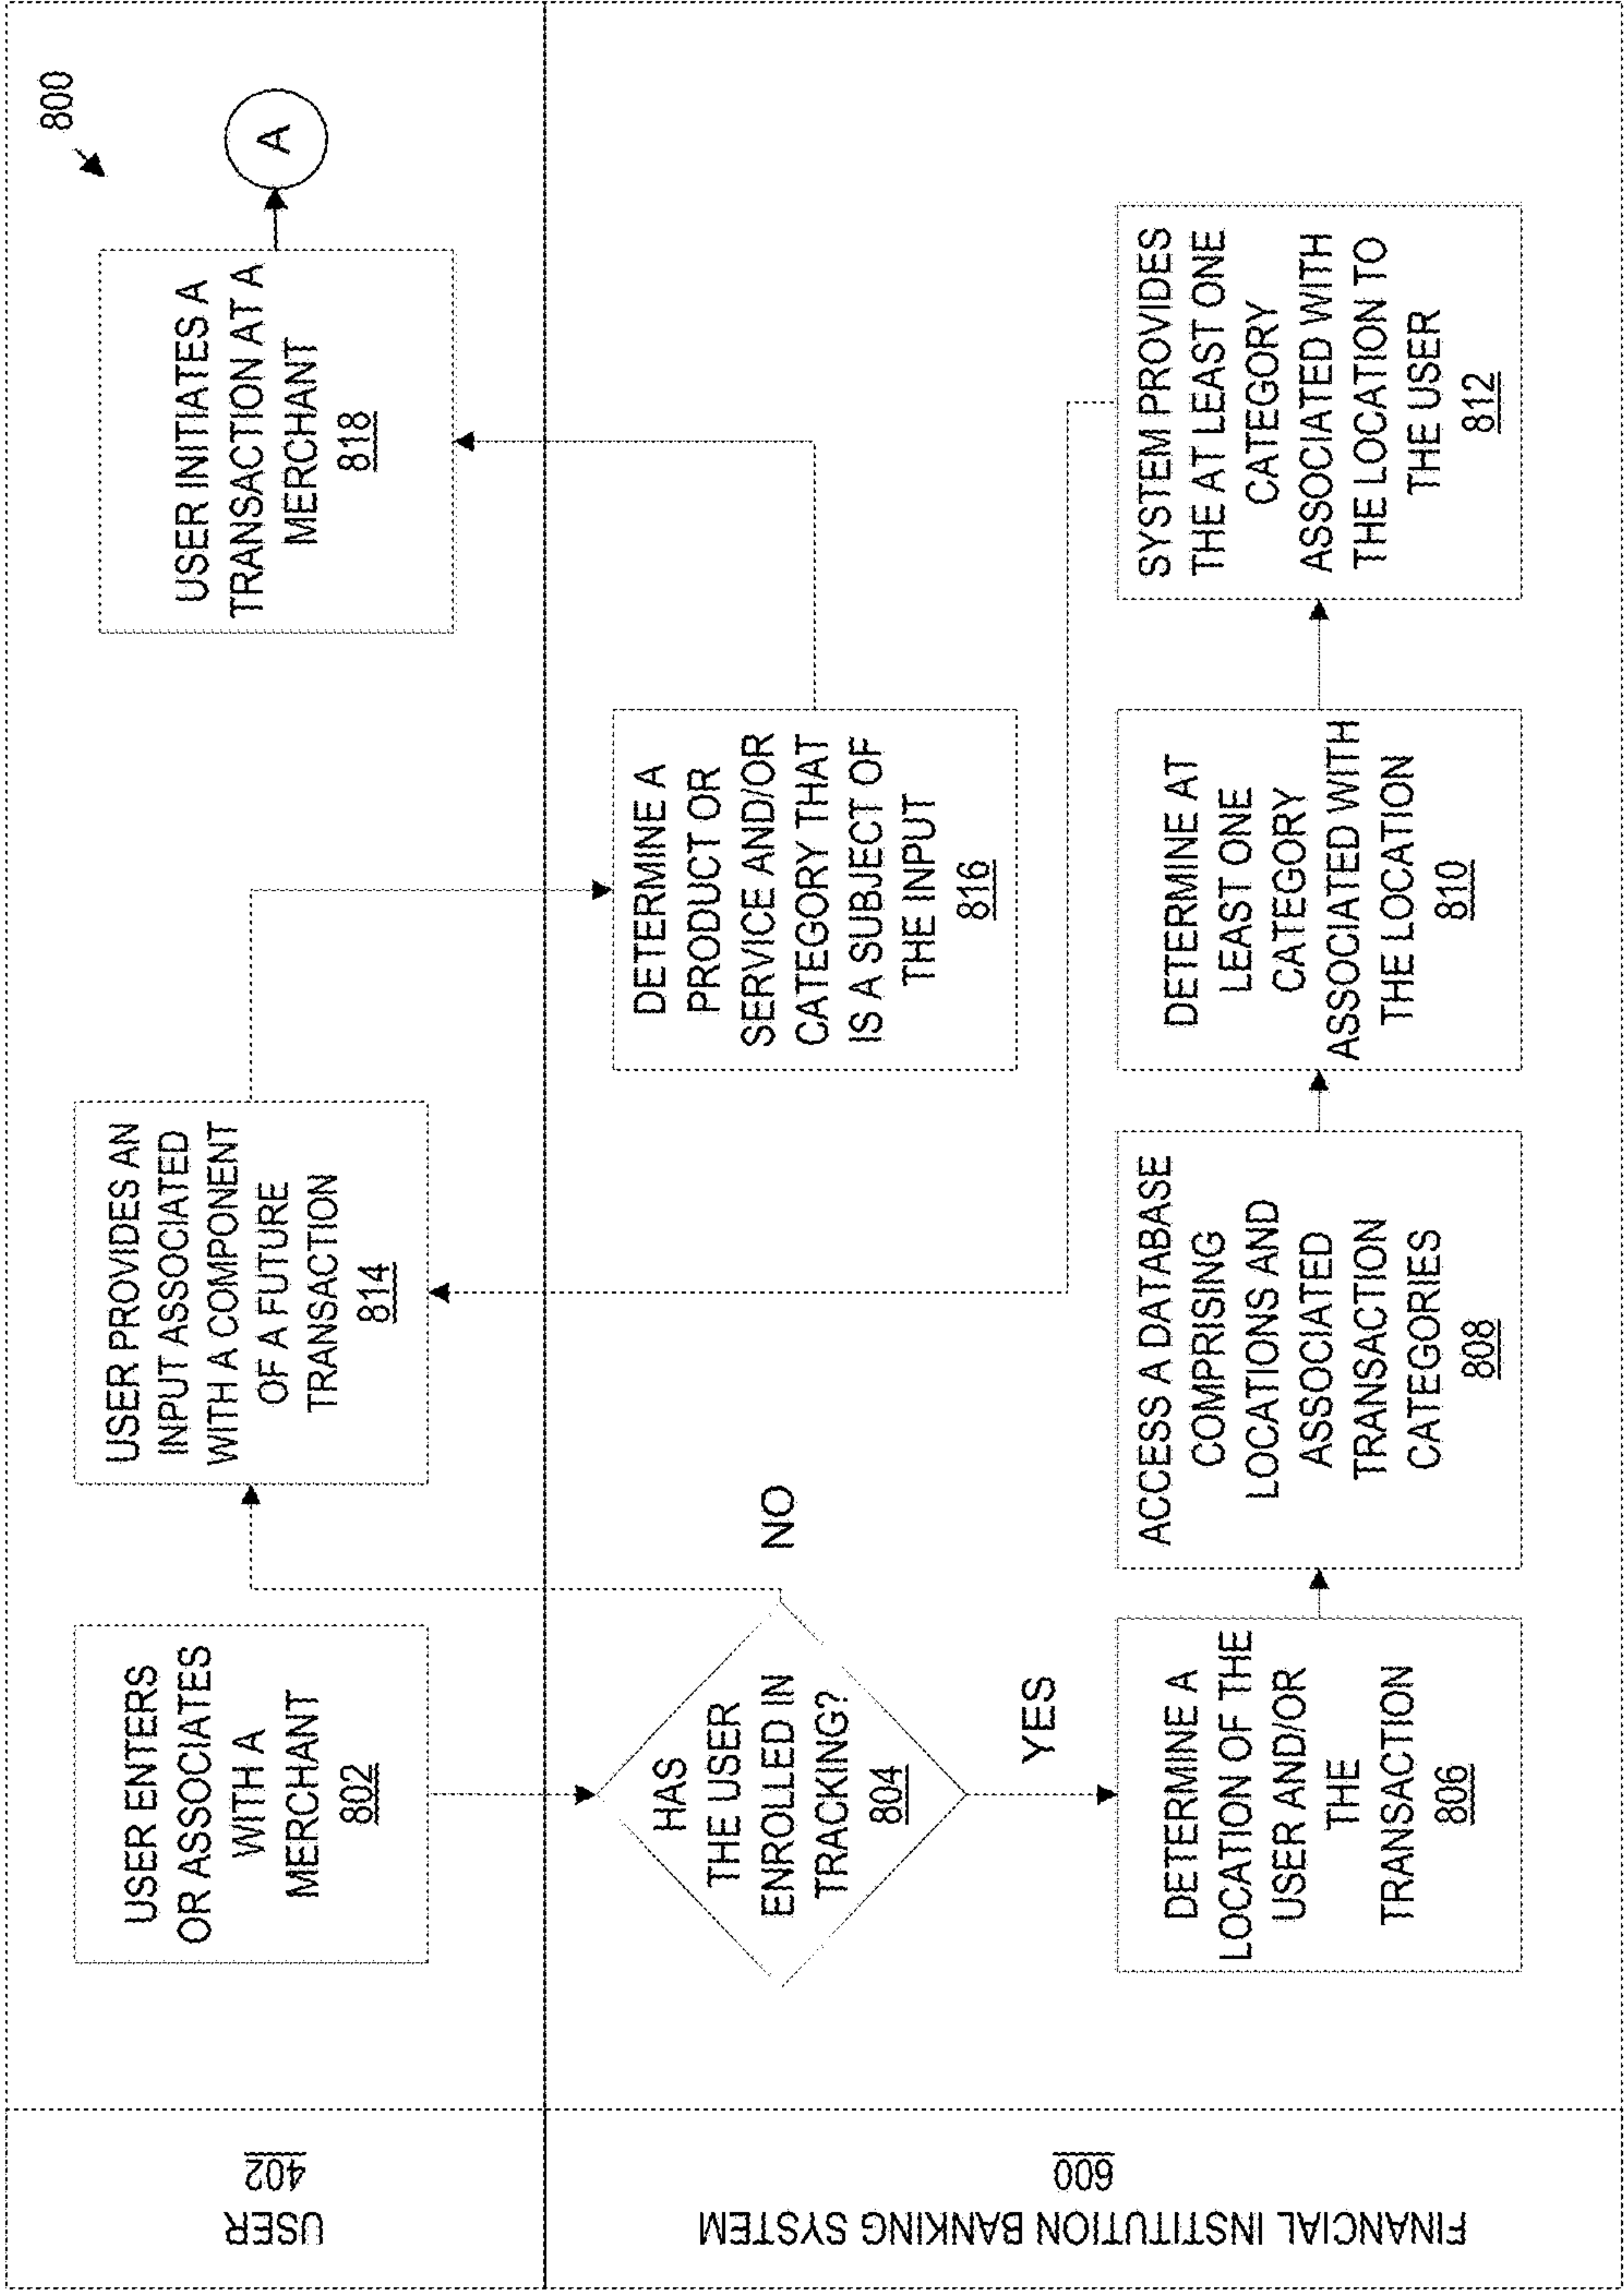 800
USER
402
USER ENTERS
OR ASSOCIATES
WITH A
MERCHANT
802
USER PROVIDES AN
INPUT ASSOCIATED
WITH A COMPONENT
OF A FUTURE
TRANSACTION
814
USER INITIATES A
TRANSACTION AT A
MERCHANT
818
A
FINANCIAL INSTITUTION BANKING SYSTEM
600
HAS
THE USER
ENROLLED IN
TRACKING?
804
NO
YES
DETERMINE A
PRODUCT OR
SERVICE AND/OR
CATEGORY THAT
IS A SUBJECT OF
THE INPUT
816
DETERMINE A
LOCATION OF THE
USER AND/OR
THE
TRANSACTION
806
ACCESS A DATABASE
COMPRISING
LOCATIONS AND
ASSOCIATED
TRANSACTION
CATEGORIES
808
DETERMINE AT
LEAST ONE
CATEGORY
ASSOCIATED WITH
THE LOCATION
810
SYSTEM PROVIDES
THE AT LEAST ONE
CATEGORY
ASSOCIATED WITH
THE LOCATION TO
THE USER
812